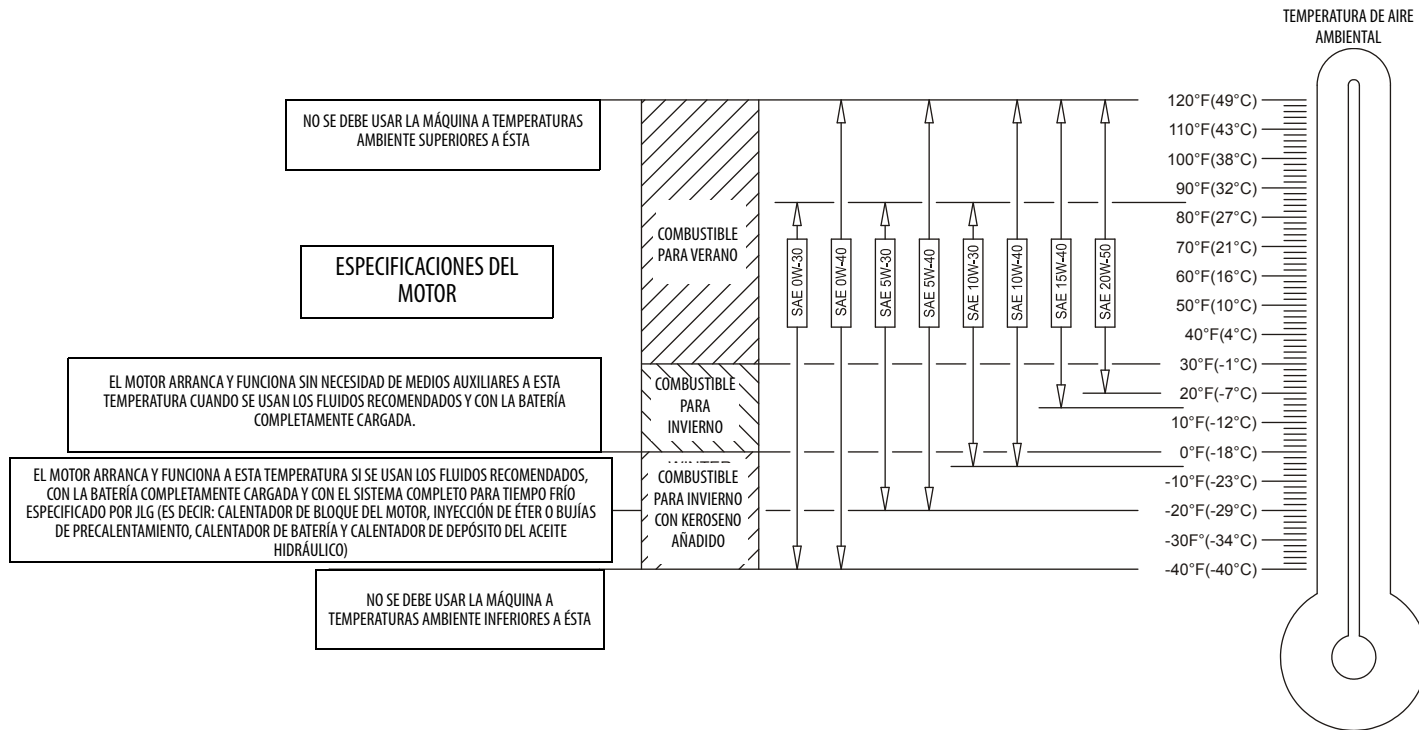 TEMPERATURA DE AIRE
AMBIENTAL
NO SE DEBE USAR LA MÁQUINA A TEMPERATURAS
AMBIENTE SUPERIORES A ÉSTA
ESPECIFICACIONES DEL
MOTOR
EL MOTOR ARRANCA Y FUNCIONA SIN NECESIDAD DE MEDIOS AUXILIARES A ESTA
TEMPERATURA CUANDO SE USAN LOS FLUIDOS RECOMENDADOS Y CON LA BATERÍA
COMPLETAMENTE CARGADA.
EL MOTOR ARRANCA Y FUNCIONA A ESTA TEMPERATURA SI SE USAN LOS FLUIDOS RECOMENDADOS,
CON LA BATERÍA COMPLETAMENTE CARGADA Y CON EL SISTEMA COMPLETO PARA TIEMPO FRÍO
ESPECIFICADO POR JLG (ES DECIR: CALENTADOR DE BLOQUE DEL MOTOR, INYECCIÓN DE ÉTER O BUJÍAS
DE PRECALENTAMIENTO, CALENTADOR DE BATERÍA Y CALENTADOR DE DEPÓSITO DEL ACEITE
HIDRÁULICO)
NO SE DEBE USAR LA MÁQUINA A
TEMPERATURAS AMBIENTE INFERIORES A ÉSTA
COMBUSTIBLE
PARA VERANO
COMBUSTIBLE
PARA
INVIERNO
COMBUSTIBLE
PARA INVIERNO
CON KEROSENO
AÑADIDO
SAE 0W-30
SAE 0W-40
SAE 5W-30
SAE 5W-40
SAE 10W-30
SAE 10W-40
SAE 15W-40
SAE 20W-50
120°F(49°C)
110°F(43°C)
100°F(38°C)
90°F(32°C)
80°F(27°C)
70°F(21°C)
60°F(16°C)
50°F(10°C)
40°F(4°C)
30°F(-1°C)
20°F(-7°C)
10°F(-12°C)
0°F(-18°C)
-10°F(-23°C)
-20°F(-29°C)
-30F°(-34°C)
-40°F(-40°C)